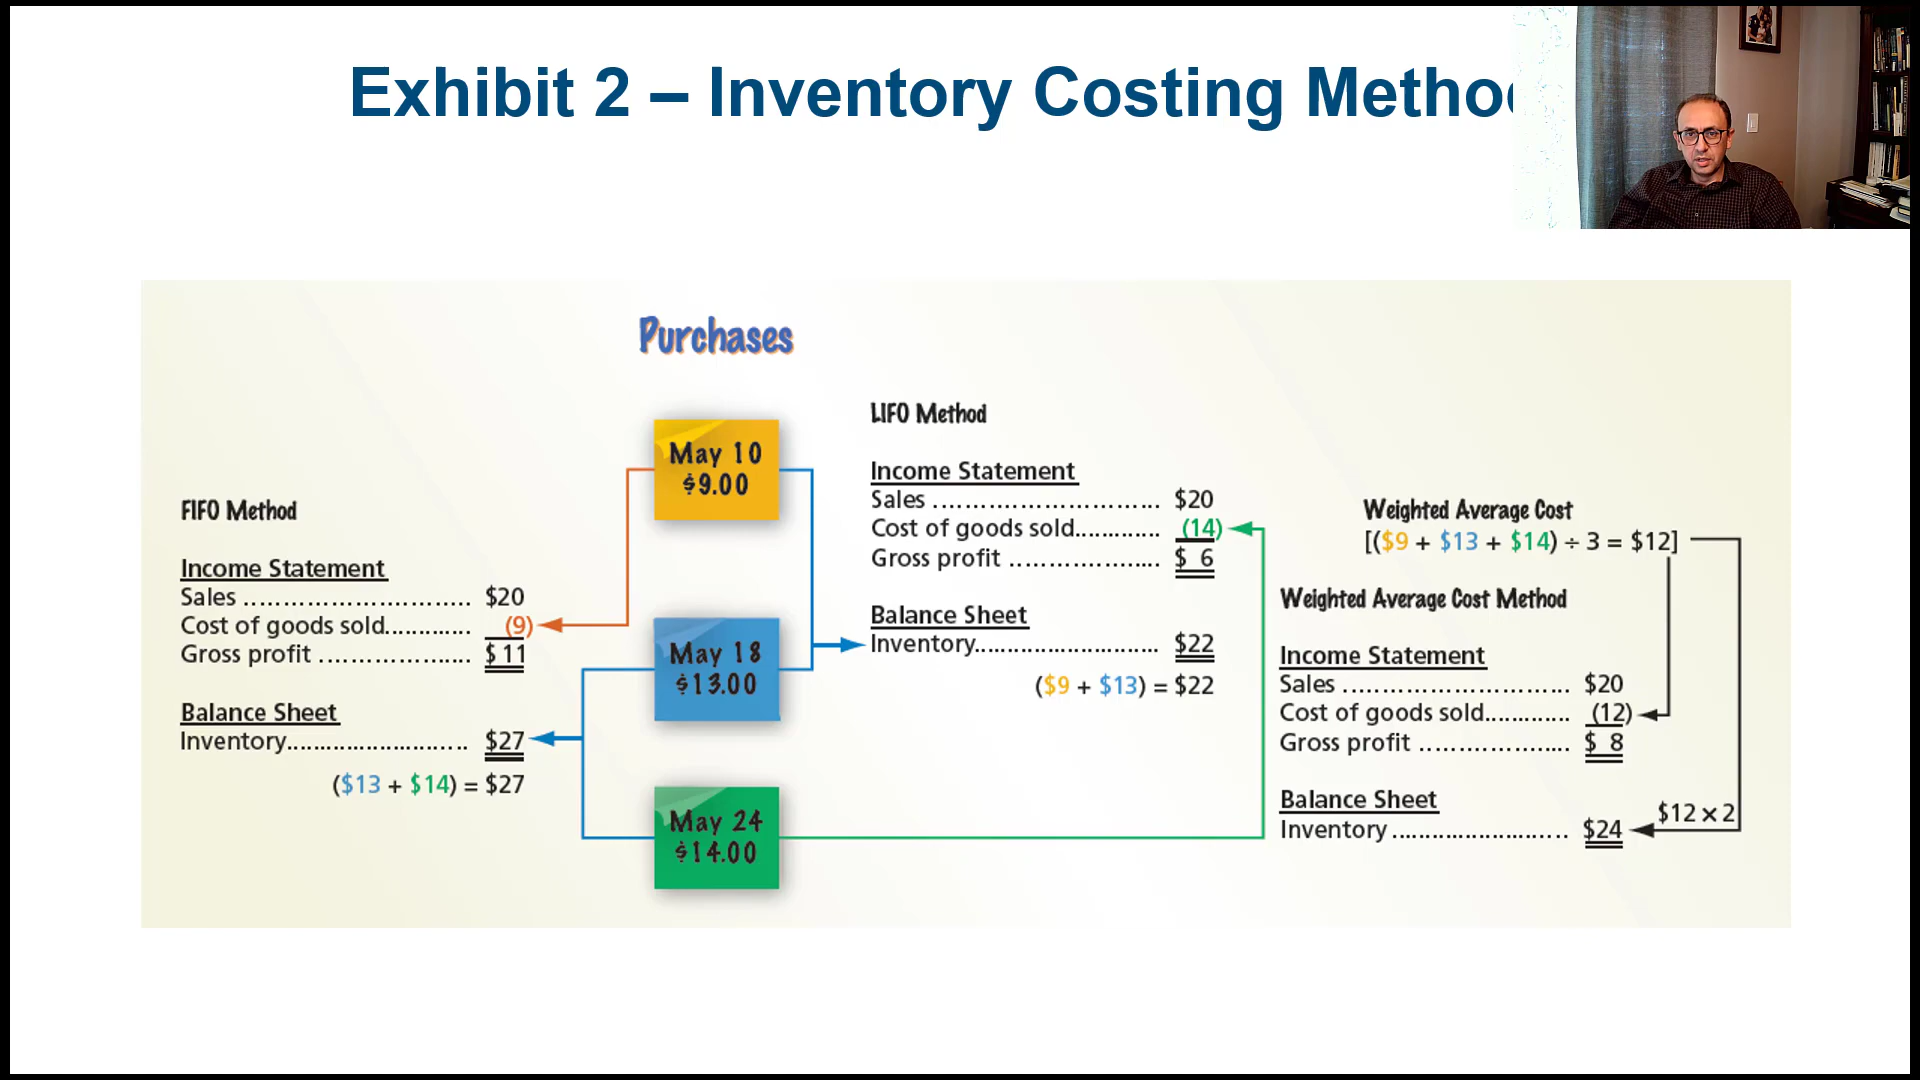 Exhibit 2 – Inventory Costing Metho
Purchases
May 10
$9.00
May 18
$13.00
May 24
$14.00
FIFO Method
Income Statement
Sales ............................ $20
Cost of goods sold............. (9)
Gross profit ...................... $ 11
Balance Sheet
Inventory............................ $27
($13 + $14) = $27
LIFO Method
Income Statement
Sales ............................ $20
Cost of goods sold............. (14)
Gross profit ...................... $ 6
Balance Sheet
Inventory............................ $22
($9 + $13) = $22
Weighted Average Cost
[($9 + $13 + $14) ÷ 3 = $12]
Weighted Average Cost Method
Income Statement
Sales ............................ $20
Cost of goods sold............. (12)
Gross profit ...................... $ 8
Balance Sheet
Inventory ........................... $24
$12 × 2